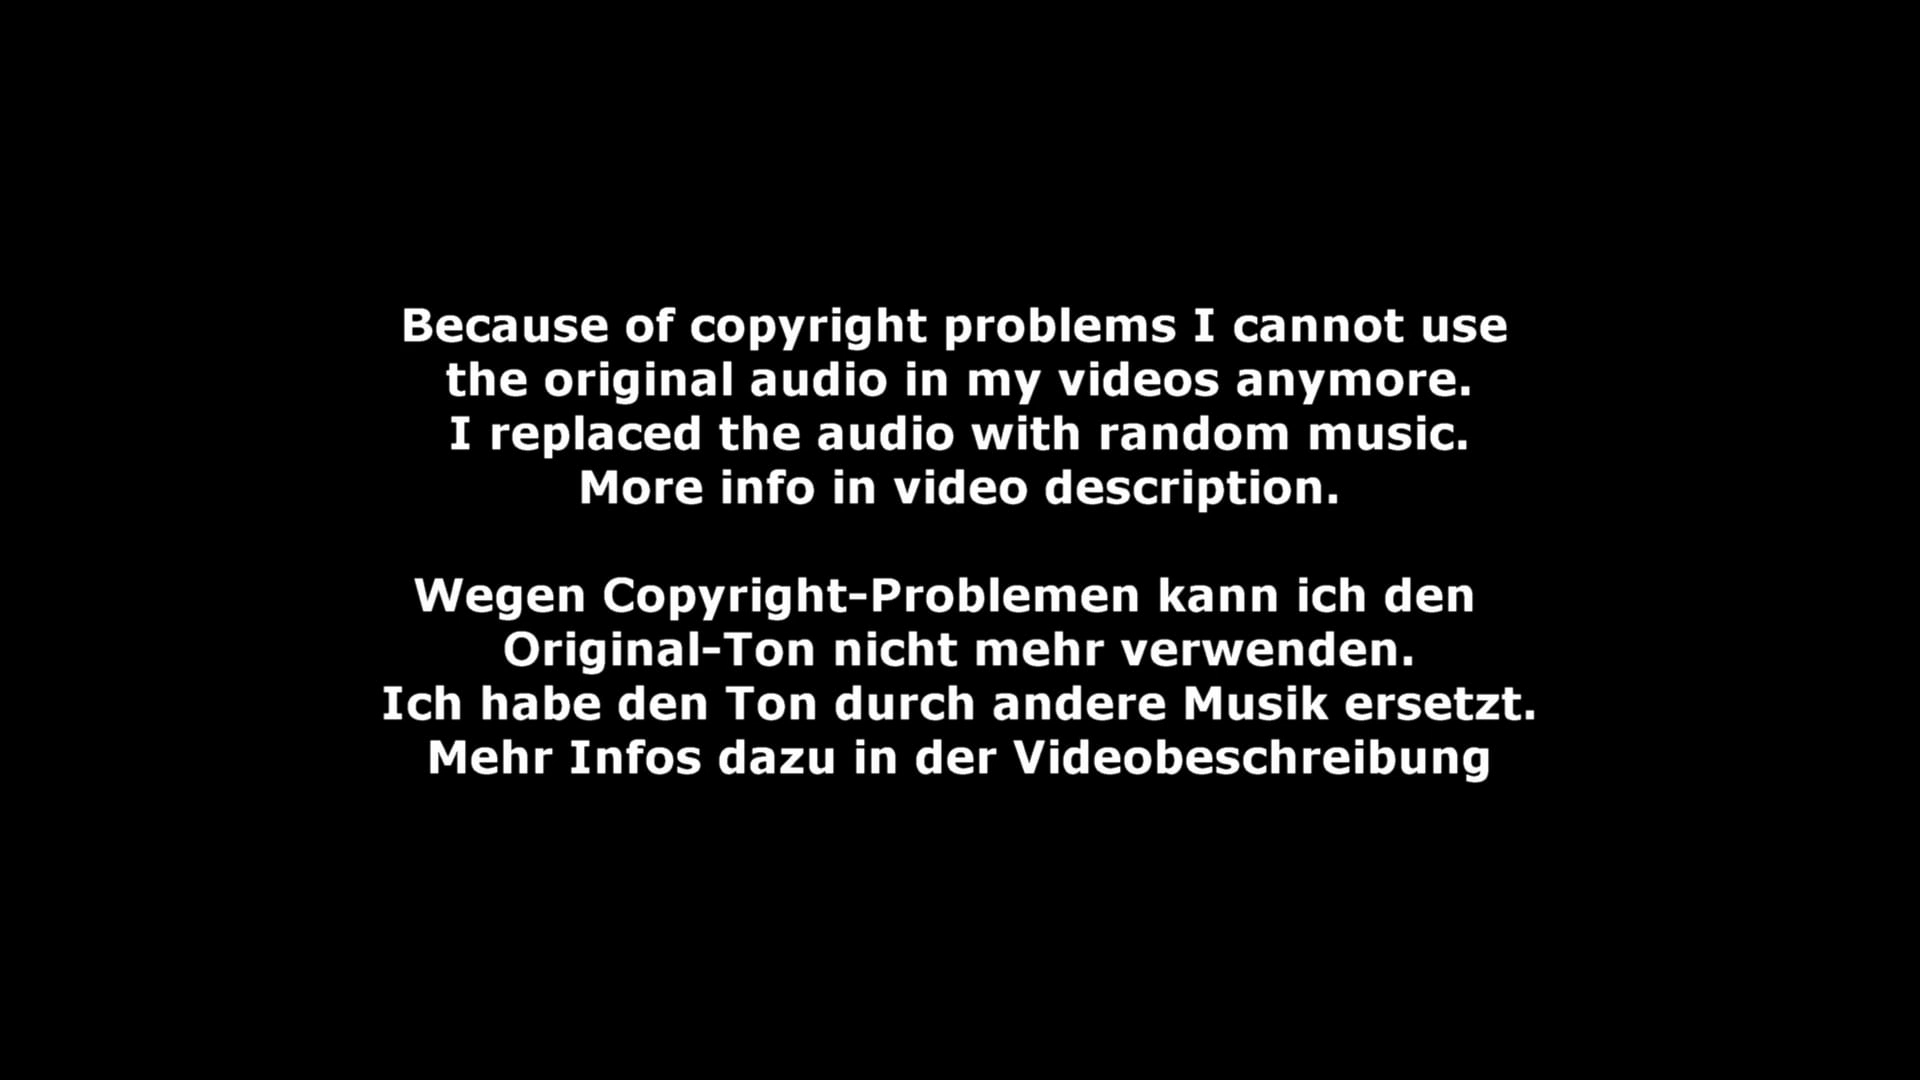 Because of copyright problems I cannot use
the original audio in my videos anymore.
I replaced the audio with random music.
More info in video description.
Wegen Copyright-Problemen kann ich den
Original-Ton nicht mehr verwenden.
Ich habe den Ton durch andere Musik ersetzt.
Mehr Infos dazu in der Videobeschreibung